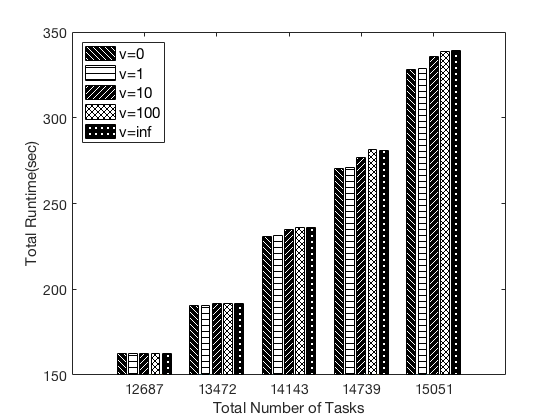 350
300
250
200
150
Total Runtime(sec)
v=0
v=1
v=10
v=100
v=inf
12687 13472 14143 14739 15051
Total Number of Tasks